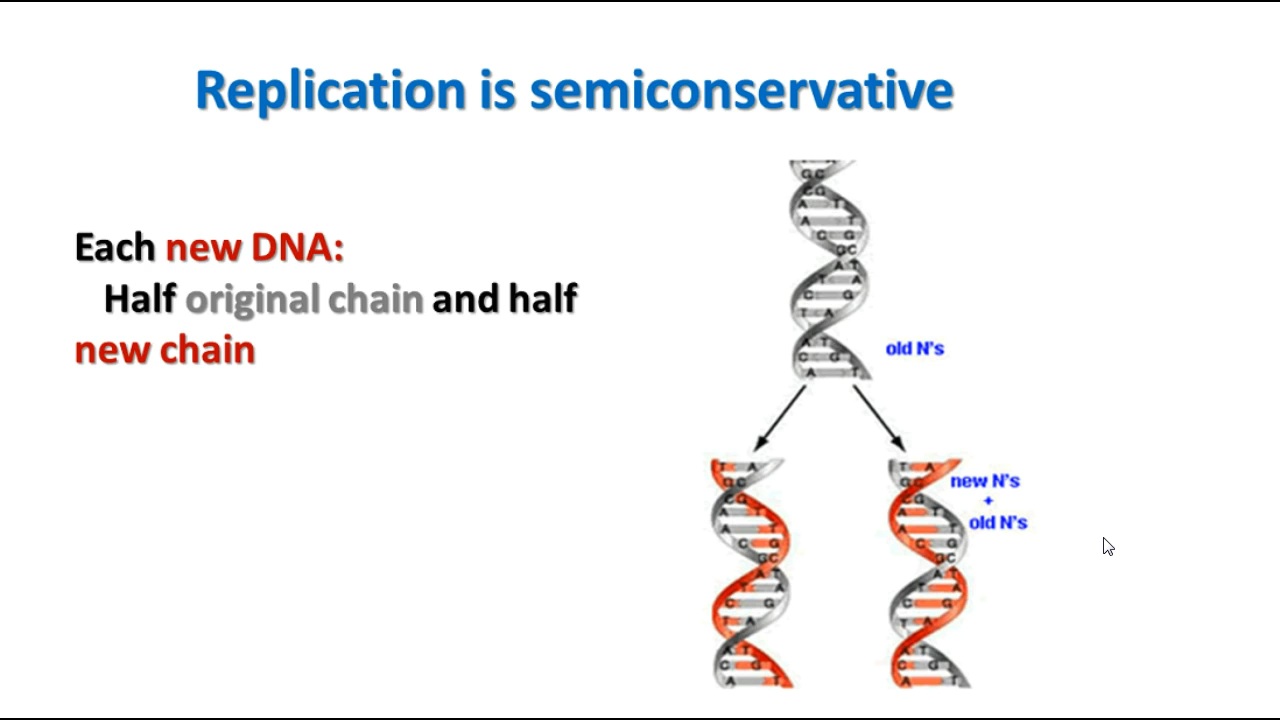 Replication is semiconservative
Each new DNA:
Half original chain and half
new chain
old N's
new N's
+
old N's